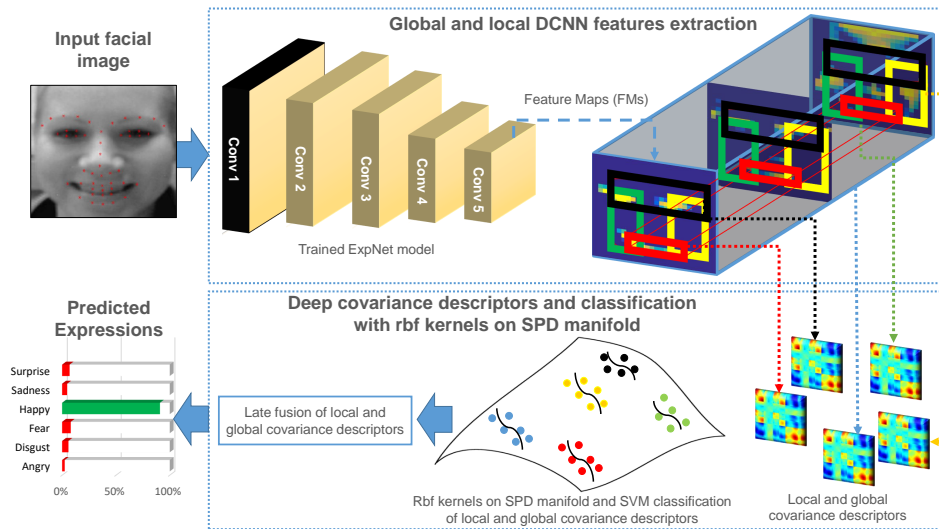 Input facial
image
Global and local DCNN features extraction
Conv 1
Conv 2
Conv 3
Conv 4
Conv 5
Feature Maps (FMs)
Trained ExpNet model
Predicted
Expressions
Surprise
Sadness
Happy
Fear
Disgust
Angry
0%
50%
100%
Deep covariance descriptors and classification
with rbf kernels on SPD manifold
Late fusion of local and
global covariance descriptors
Rbf kernels on SPD manifold and SVM classification
of local and global covariance descriptors
Local and global
covariance descriptors